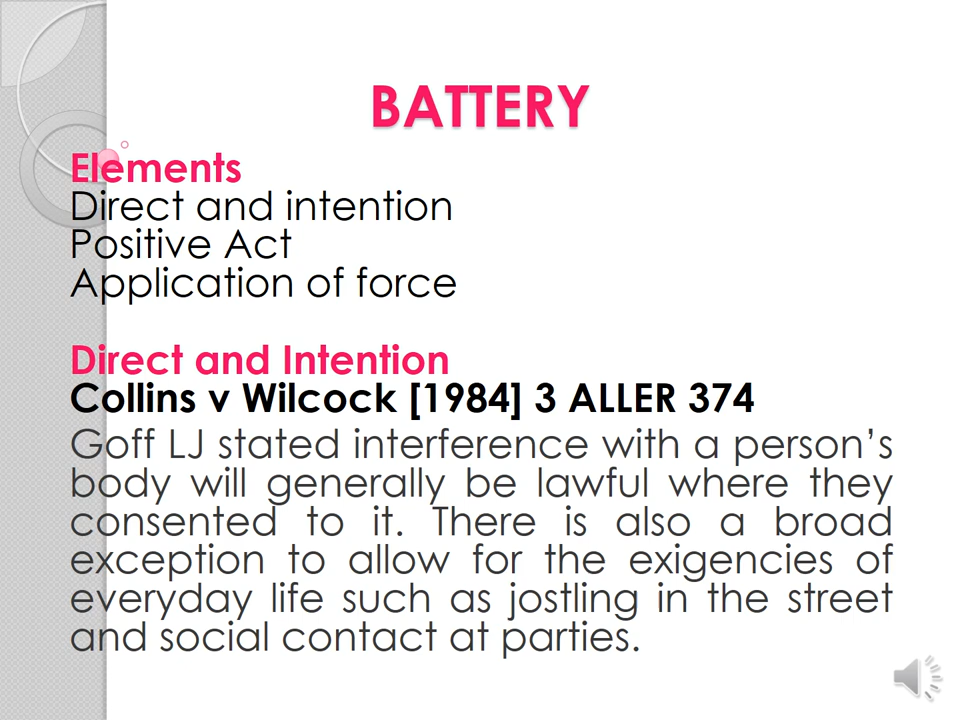 BATTERY
Elements
Direct and intention
Positive Act
Application of force
Direct and Intention
Collins v Wilcock [1984] 3 ALLER 374
Goff LJ stated interference with a person’s
body will generally be lawful where they
consented to it. There is also a broad
exception to allow for the exigencies of
everyday life such as jostling in the street
and social contact at parties.